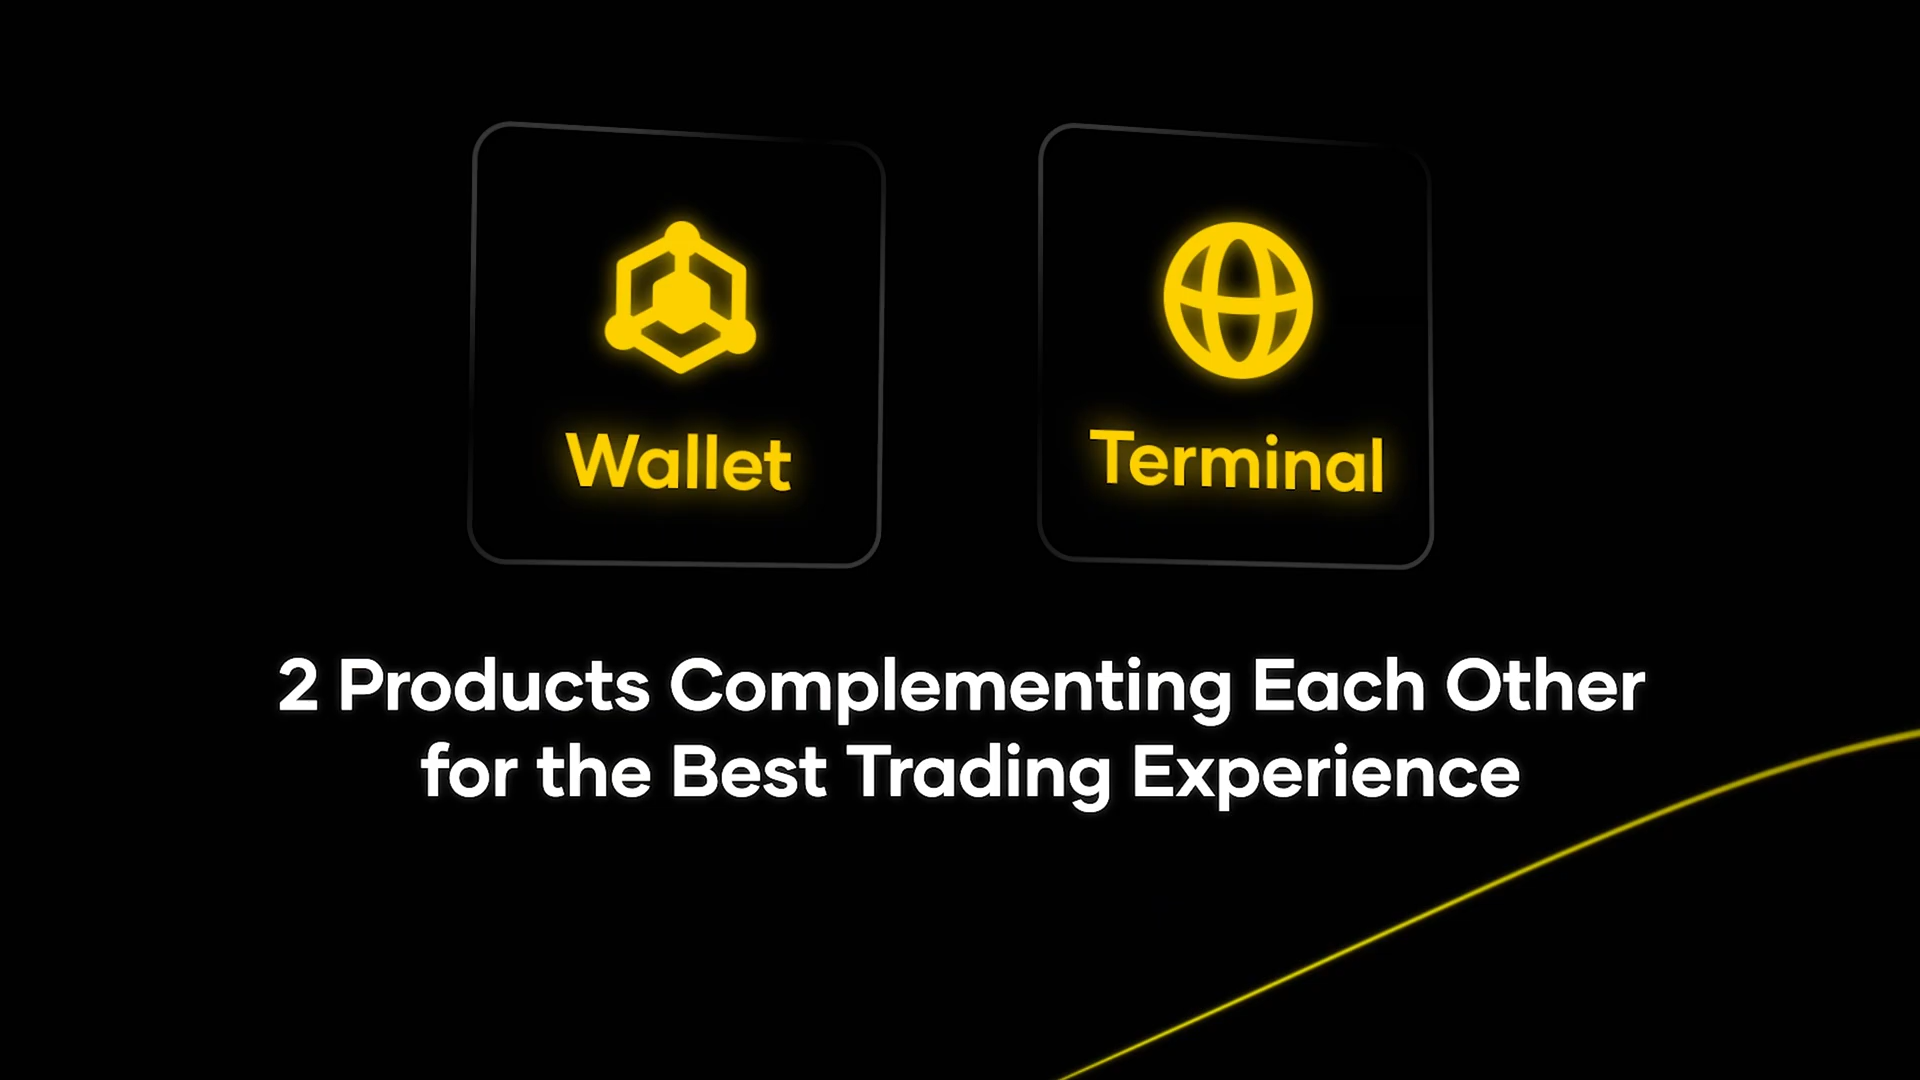 Wallet
Terminal
2 Products Complementing Each Other
for the Best Trading Experience